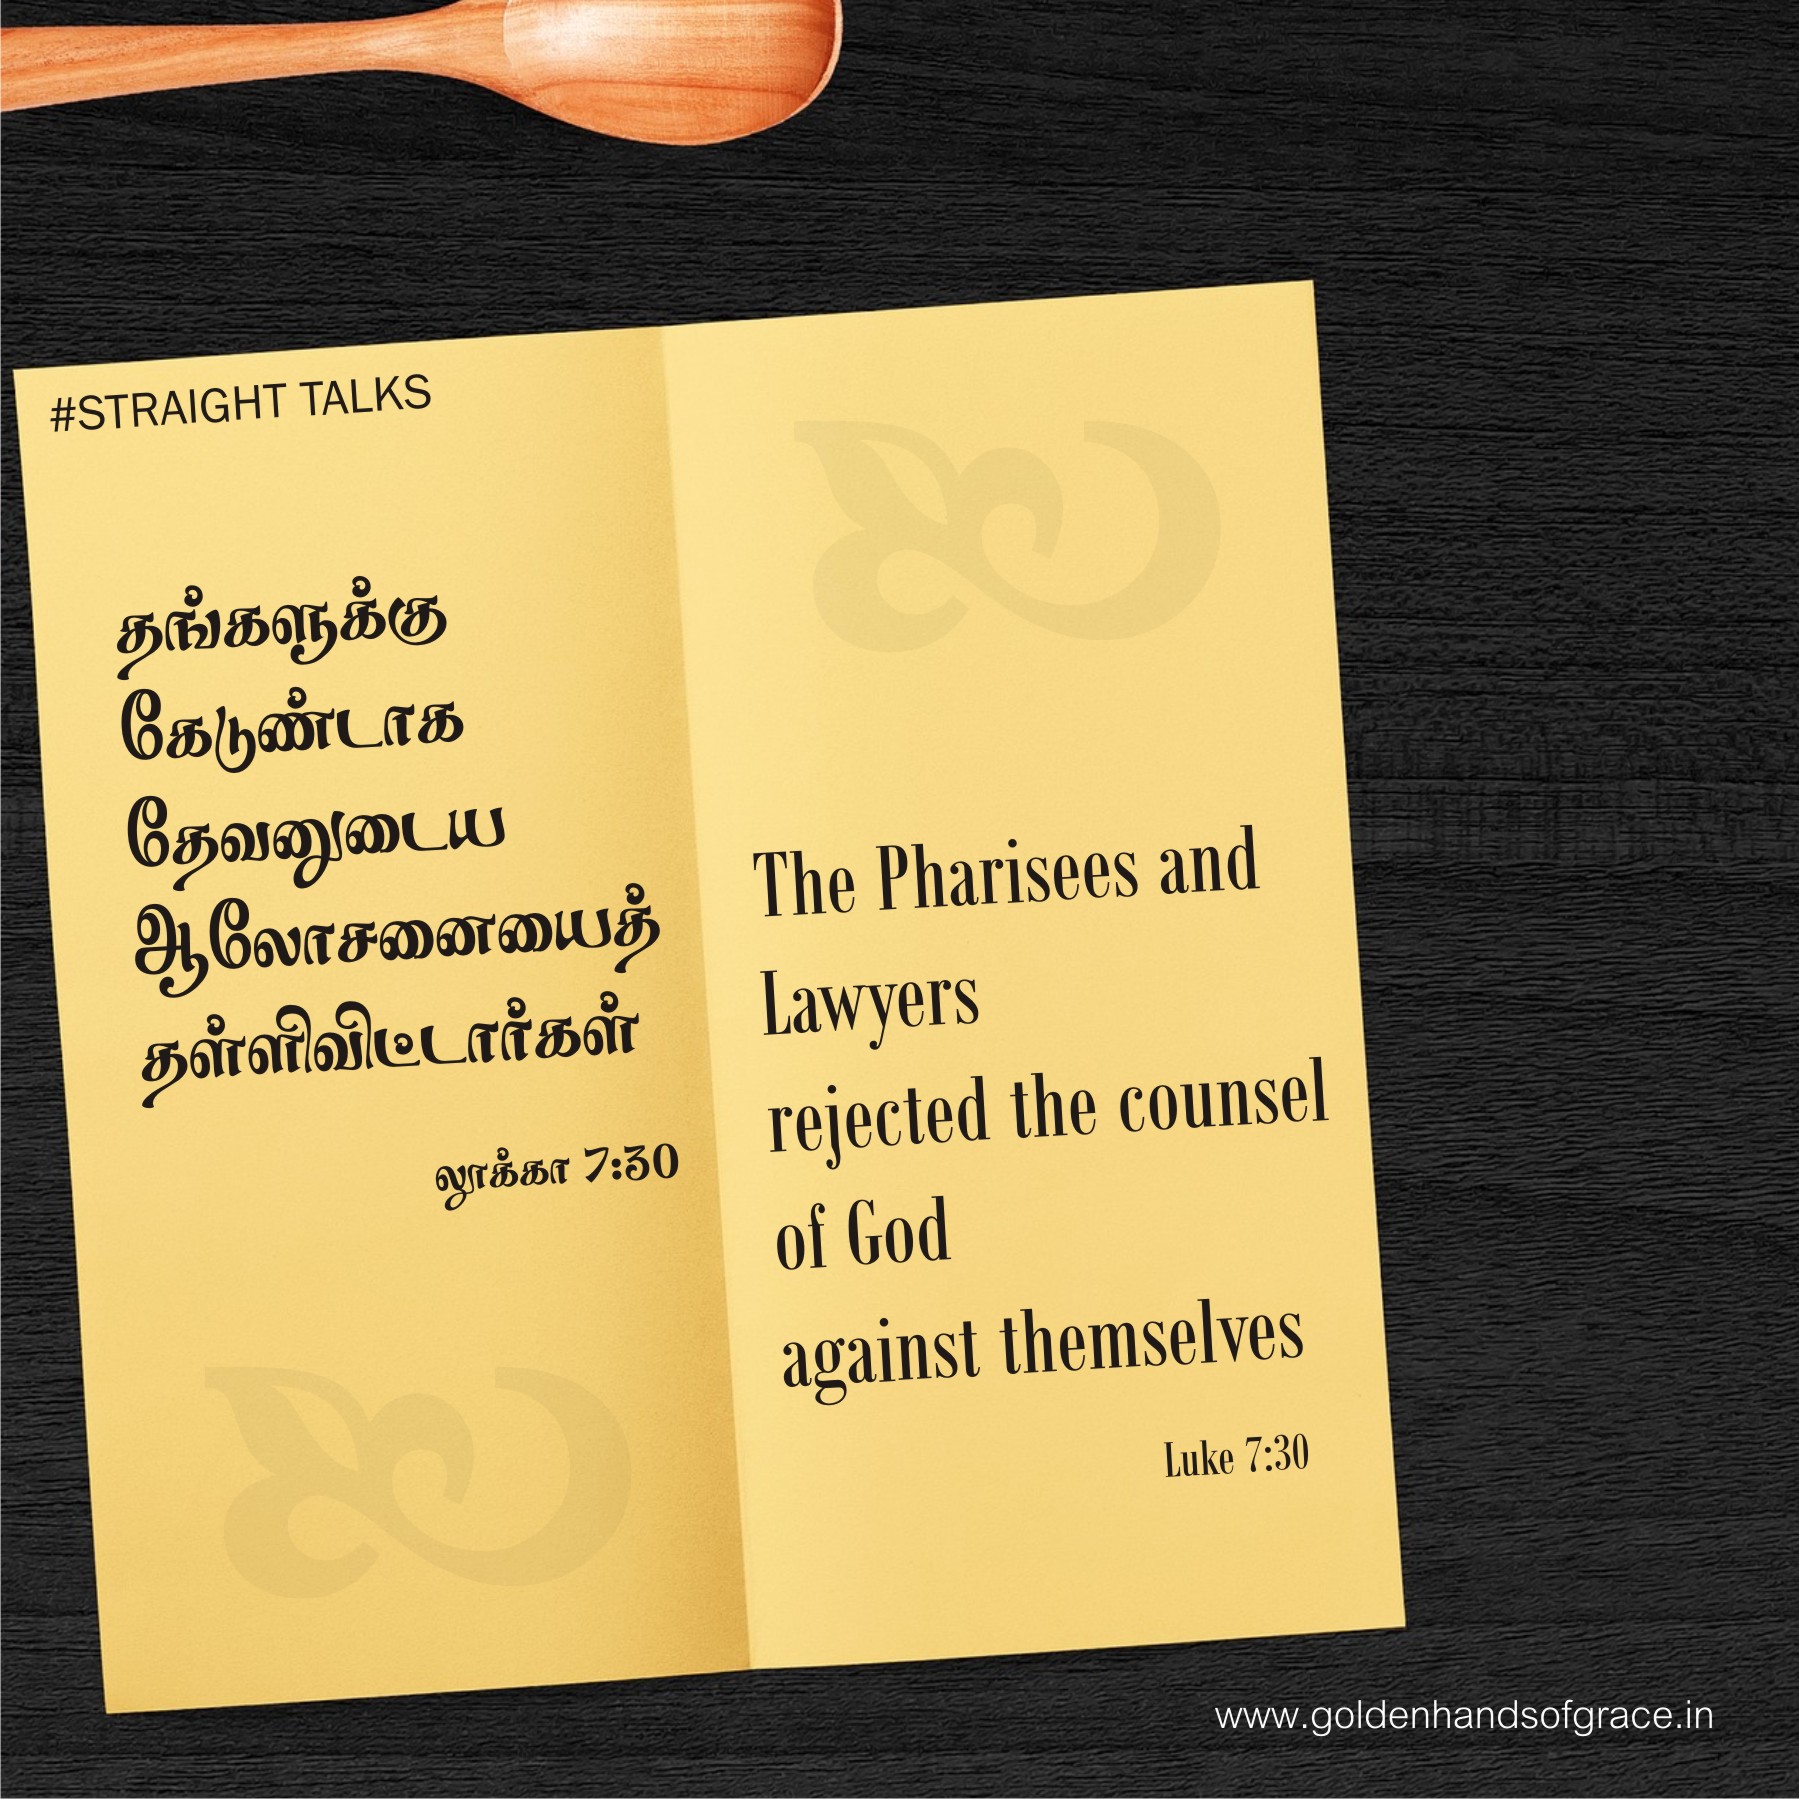 #STRAIGHT TALKS
தங்களுக்கு
கேடுண்டாக
தேவனுடைய
ஆலோசனையைத்
தள்ளிவிட்டார்கள்
லூக்கா 7:30
The Pharisees and
Lawyers
rejected the counsel
of God
against themselves
Luke 7:30
www.goldenhandsofgrace.in